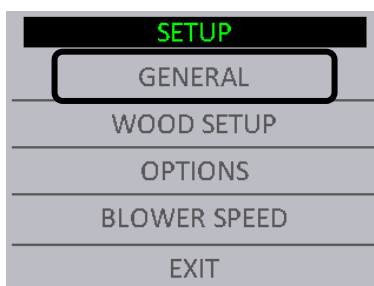 SETUP
GENERAL
WOOD SETUP
OPTIONS
BLOWER SPEED
EXIT